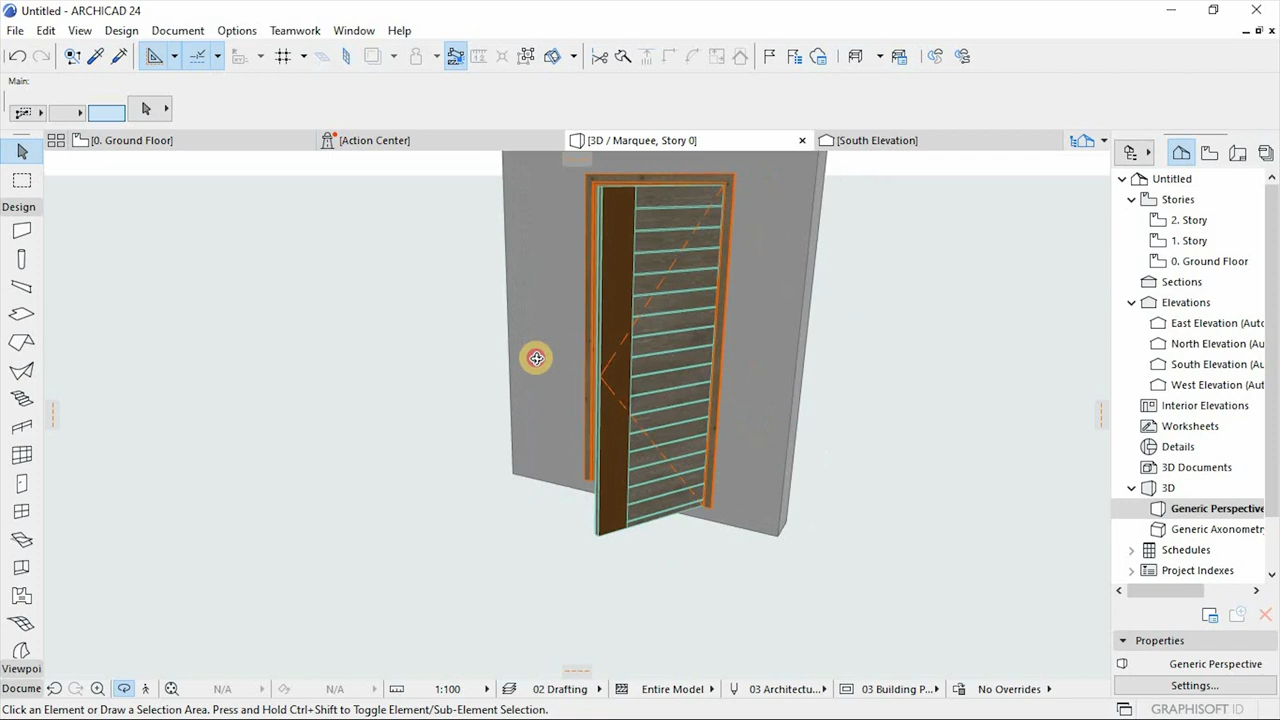 Untitled - ARCHICAD 24
File Edit View Design Document Options Teamwork Window Help
Main:
[0. Ground Floor] [Action Center] [3D / Marquee, Story 0] [South Elevation]
Untitled
Stories
Design
2. Story
1. Story
0. Ground Floor
Sections
Elevations
East Elevation (Aut
North Elevation (Au
South Elevation (Au
West Elevation (Aut
Interior Elevations
Worksheets
Details
3D Documents
3D
Generic Perspective
Generic Axonometr
Schedules
Project Indexes
Properties
Generic Perspective
Settings...
Viewpoi
Docume N/A N/A 1:100 02 Drafting Entire Model 03 Architectu... 03 Building P... No Overrides
Click an Element or Draw a Selection Area. Press and Hold Ctrl+Shift to Toggle Element/Sub-Element Selection.
GRAPHISOFT ID